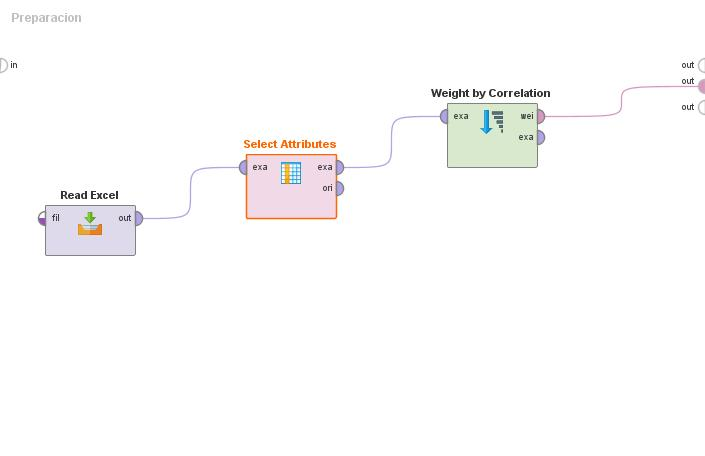 Preparacion
in
out
out
out
Weight by Correlation
exa
wei
exa
Select Attributes
exa
exa
ori
Read Excel
fil
out